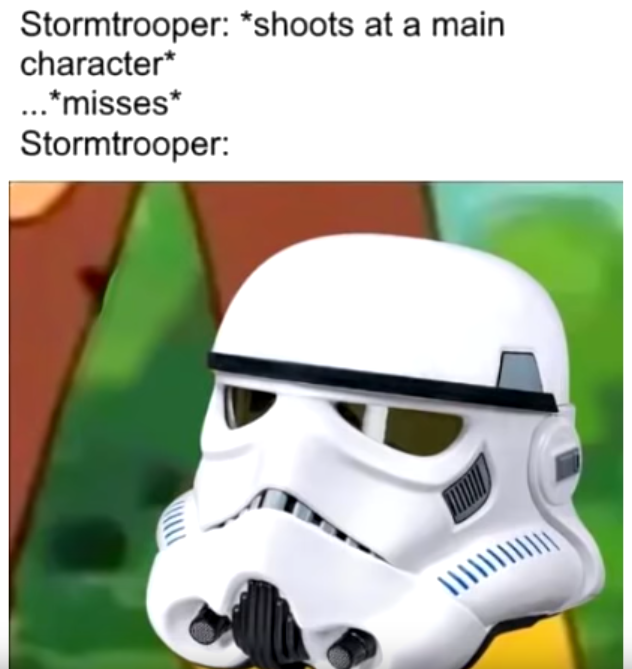 Stormtrooper: *shoots at a main
character*
...*misses*
Stormtrooper: